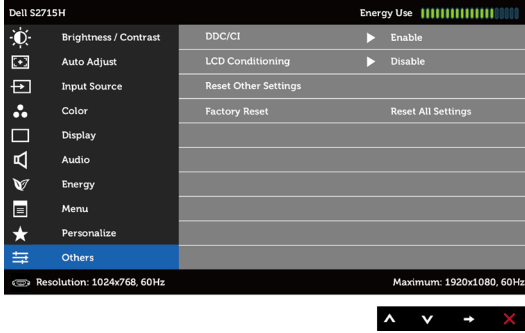 Dell S2715H Energy Use
Brightness / Contrast DDC/CI Enable
Auto Adjust LCD Conditioning Disable
Input Source Reset Other Settings
Color Factory Reset Reset All Settings
Display
Audio
Energy
Menu
Personalize
Others
Resolution: 1024x768, 60Hz Maximum: 1920x1080, 60Hz